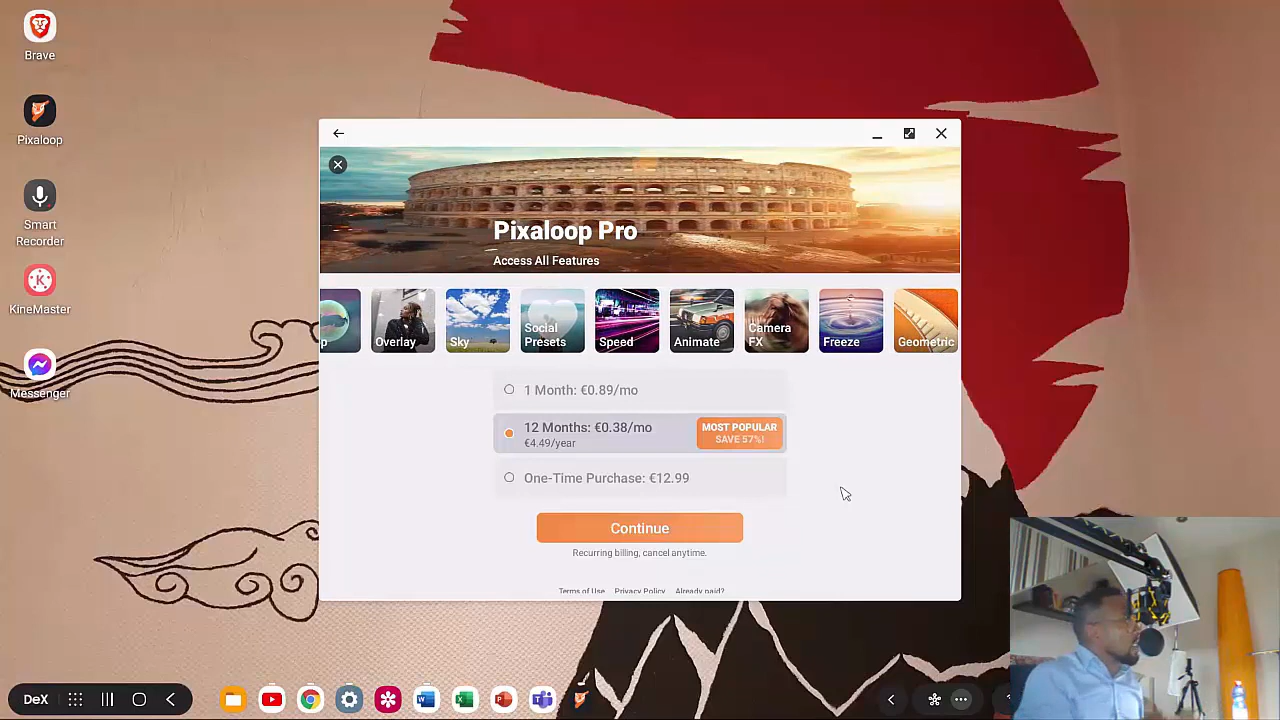 Brave
Pixaloop
Smart
Recorder
KineMaster
Messenger
Pixaloop Pro
Access All Features
p
Overlay
Sky
Social
Presets
Speed
Animate
Camera
FX
Freeze
Geometric
1 Month: €0.89/mo
12 Months: €0.38/mo
€4.49/year
MOST POPULAR
SAVE 57%!
One-Time Purchase: €12.99
Continue
Recurring billing, cancel anytime.
Terms of Use Privacy Policy Already paid?
DeX